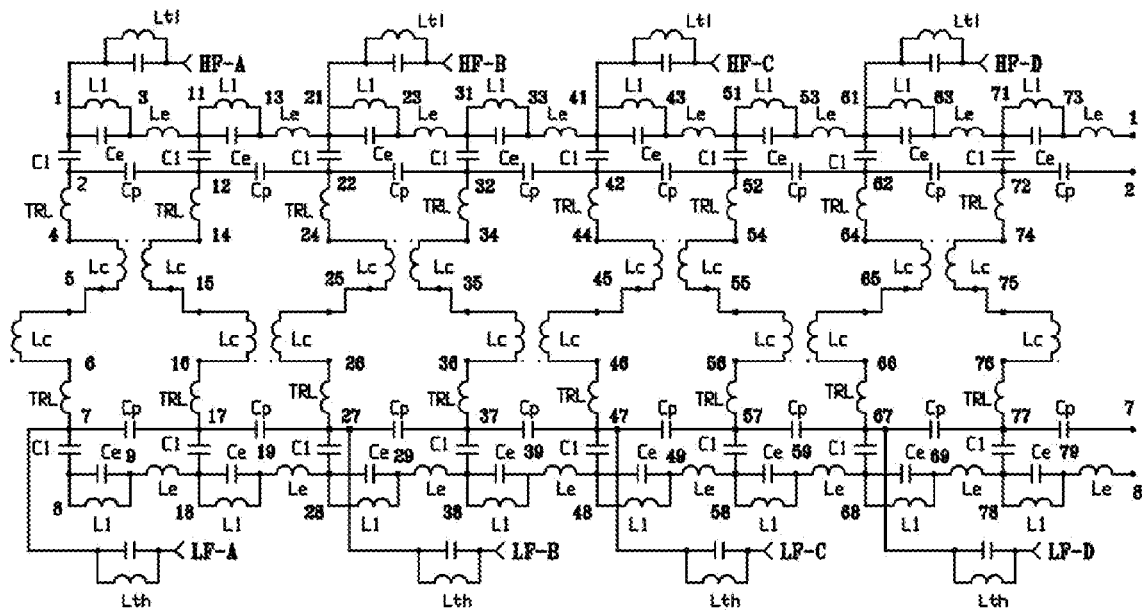 Ltl Ltl Ltl Ltl
HF-A HF-B HF-C HF-D
1 L1 3 11 L1 13 21 L1 23 31 L1 33 41 L1 43 51 L1 53 61 L1 63 71 L1 73
Le Le Le Le Le Le Le Le 1
C1 Ce C1 Ce C1 Ce C1 Ce C1 Ce C1 Ce C1 Ce C1 Ce
2 Cp 12 Cp 22 Cp 32 Cp 42 Cp 52 Cp 62 Cp 72 Cp 2
TRL TRL TRL TRL TRL TRL TRL TRL
4 14 24 34 44 54 64 74
5 Lc Lc 15 25 Lc Lc 35 45 Lc Lc 55 65 Lc Lc 75
Lc Lc Lc Lc Lc Lc Lc Lc
6 16 26 36 46 56 66 76
TRL TRL TRL TRL TRL TRL TRL TRL
7 Cp 17 Cp 27 Cp 37 Cp 47 Cp 57 Cp 67 Cp 77 Cp 7
C1 Ce 9 C1 Ce 19 C1 Ce 29 C1 Ce 39 C1 Ce 49 C1 Ce 59 C1 Ce 69 C1 Ce 79
Le Le Le Le Le Le Le Le
8 L1 18 L1 28 L1 38 L1 48 L1 58 L1 68 L1 78 L1 8
LF-A LF-B LF-C LF-D
Lth Lth Lth Lth